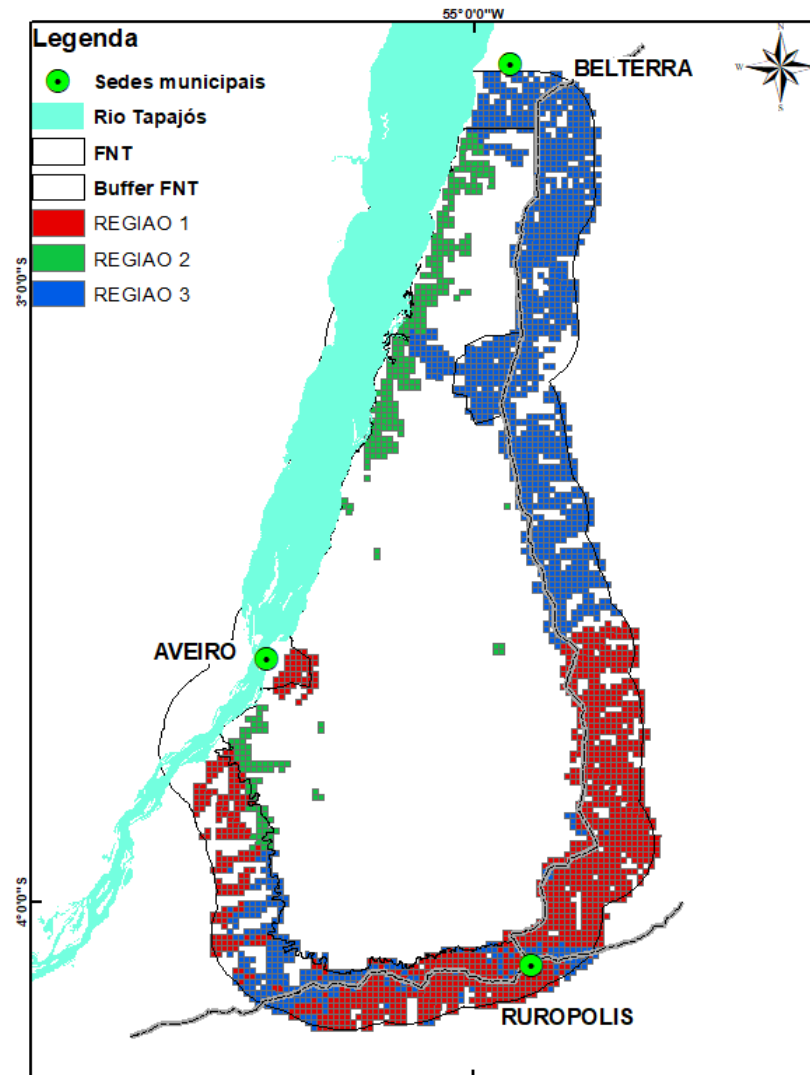 55°0'0"W
Legenda
Sedes municipais
Rio Tapajós
FNT
Buffer FNT
REGIAO 1
REGIAO 2
REGIAO 3
BELTERRA
N
W
E
S
3°0'0"S
AVEIRO
4°0'0"S
RUROPOLIS